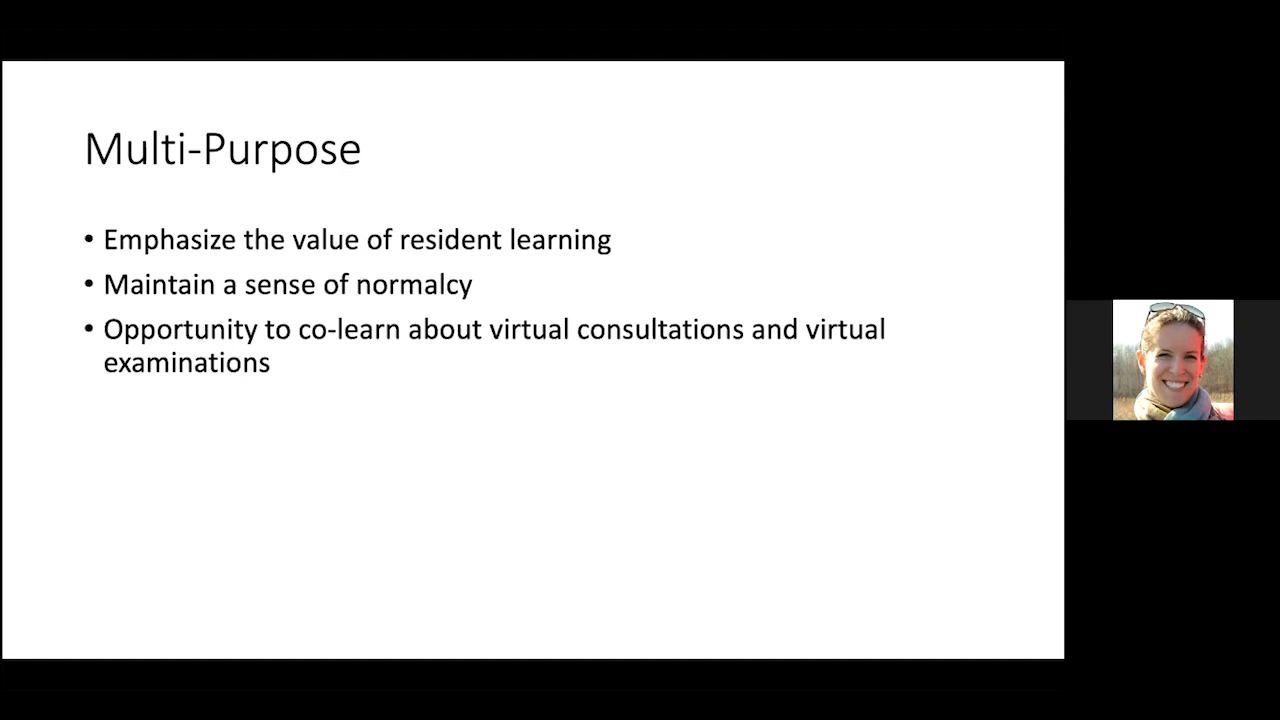 Multi-Purpose
• Emphasize the value of resident learning
• Maintain a sense of normalcy
• Opportunity to co-learn about virtual consultations and virtual
examinations